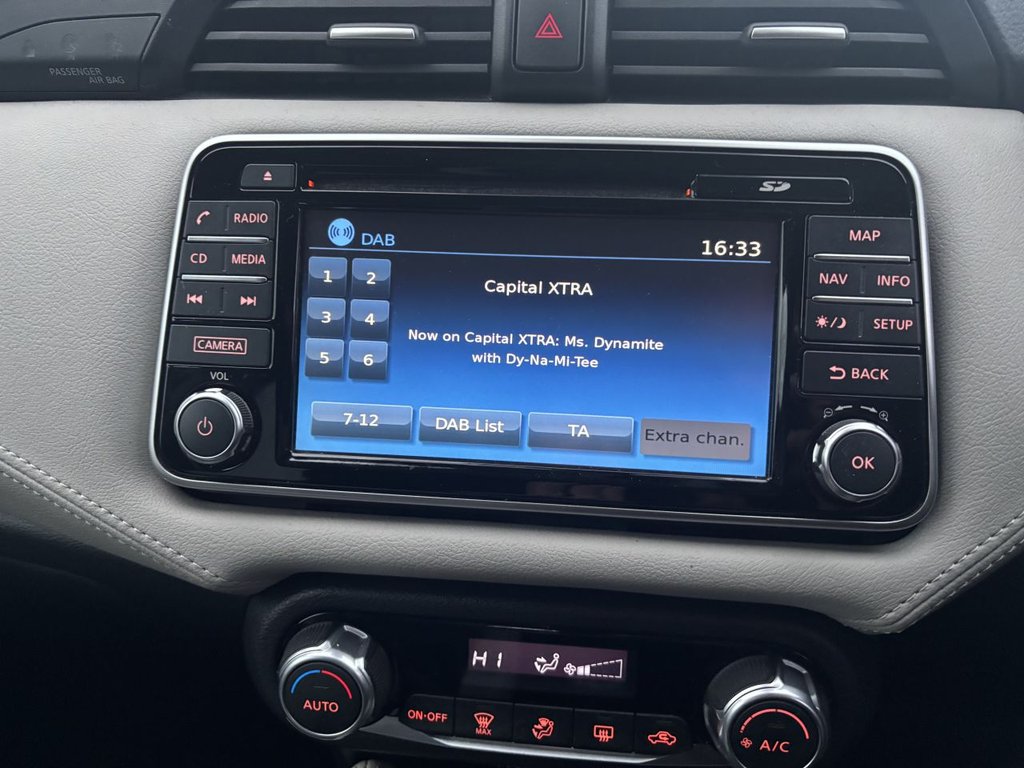 PASSENGER
AIR BAG
SD
RADIO
CD
MEDIA
CAMERA
VOL
DAB
16:33
1
2
3
4
5
6
Capital XTRA
Now on Capital XTRA: Ms. Dynamite
with Dy-Na-Mi-Tee
7-12
DAB List
TA
Extra chan.
MAP
NAV
INFO
SETUP
BACK
OK
HI
AUTO
ON·OFF
MAX
A/C